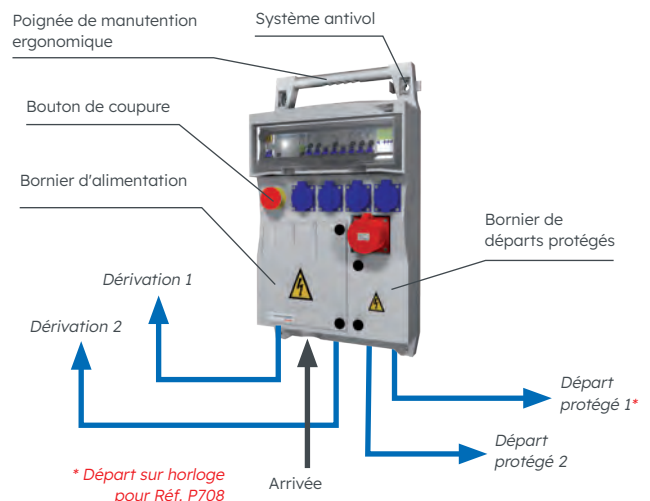 Poignée de manutention
ergonomique
Système antivol
Bouton de coupure
Bornier d'alimentation
Bornier de
départs protégés
Dérivation 1
Dérivation 2
Départ
protégé 1*
Départ
protégé 2
* Départ sur horloge
pour Réf. P708
Arrivée